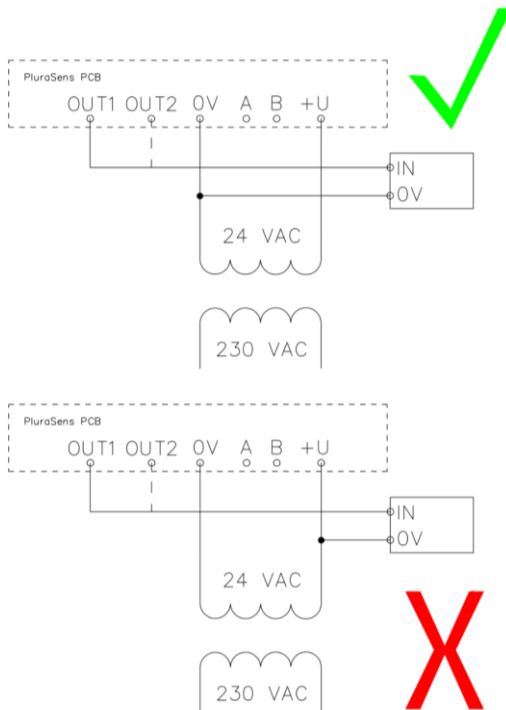 PluraSens PCB
OUT1 OUT2 0V A B +U
IN
0V
24 VAC
230 VAC
PluraSens PCB
OUT1 OUT2 0V A B +U
IN
0V
24 VAC
230 VAC